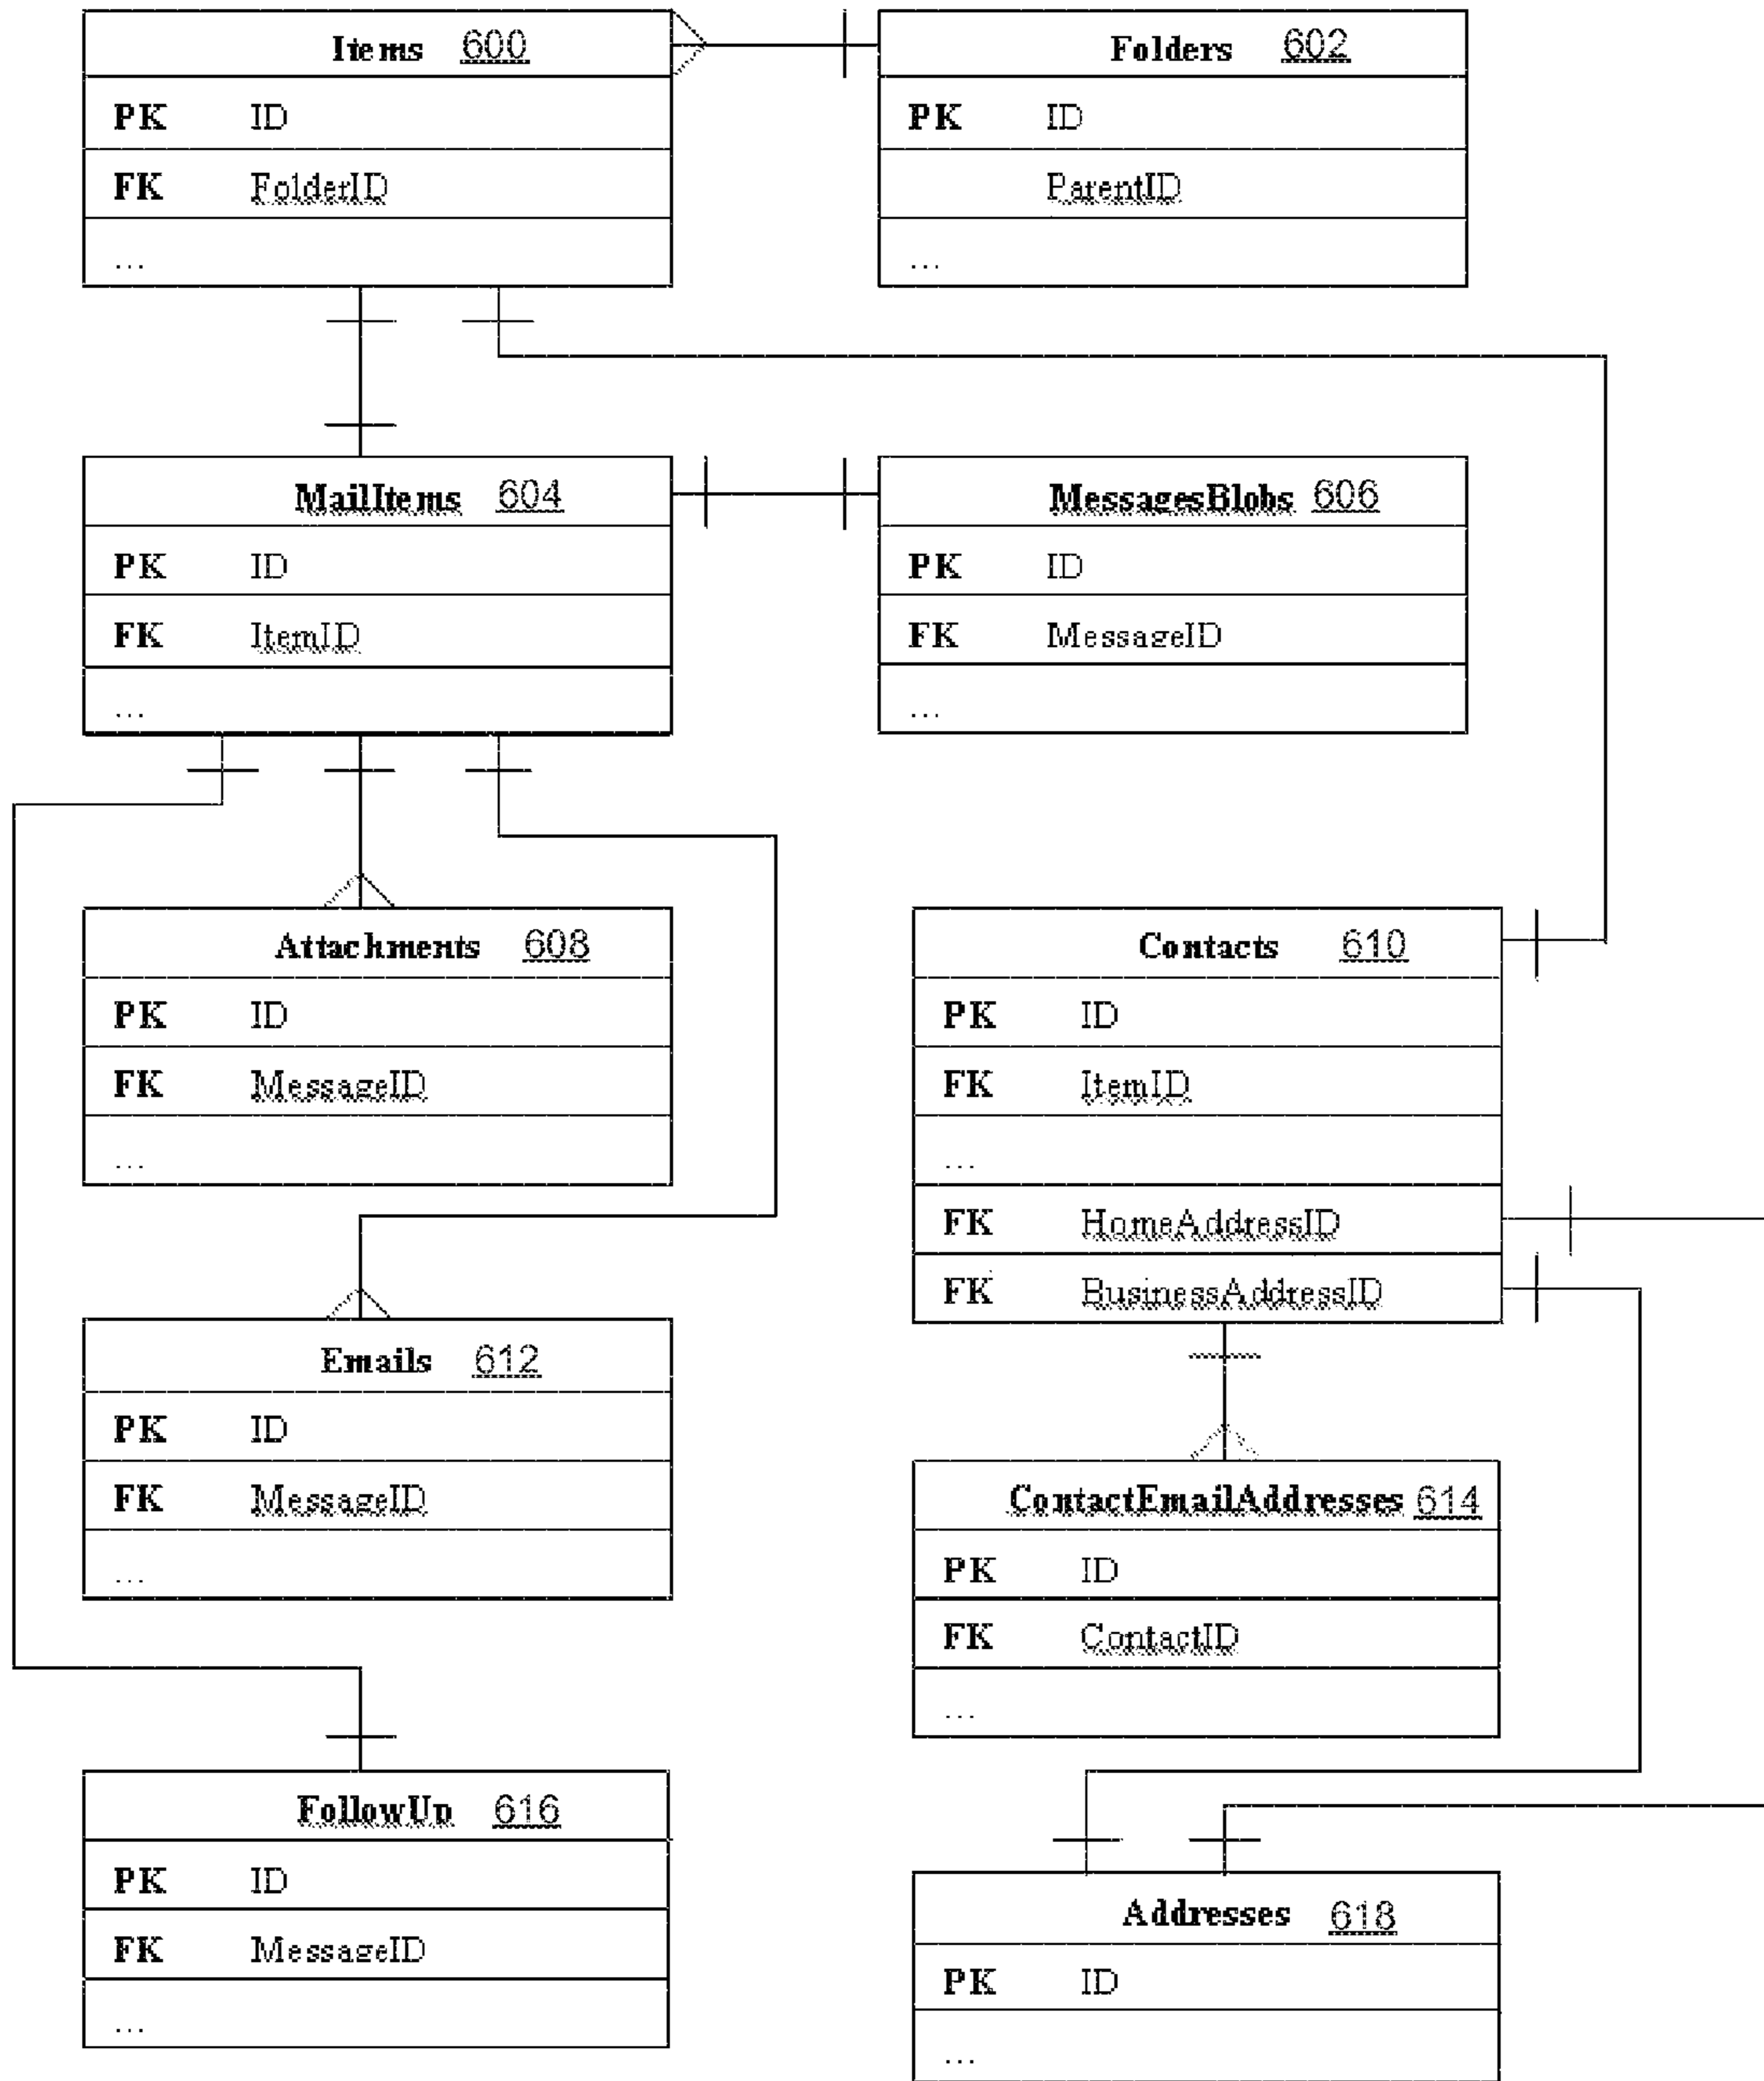 Items 600
PK ID
FK FolderID
...
Folders 602
PK ID
ParentID
...
MailItems 604
PK ID
FK ItemID
...
MessagesBlobs 606
PK ID
FK MessageID
...
Attachments 608
PK ID
FK MessageID
...
Contacts 610
PK ID
FK ItemID
...
FK HomeAddressID
FK BusinessAddressID
Emails 612
PK ID
FK MessageID
...
ContactEmailAddresses 614
PK ID
FK ContactID
...
FollowUp 616
PK ID
FK MessageID
...
Addresses 618
PK ID
...